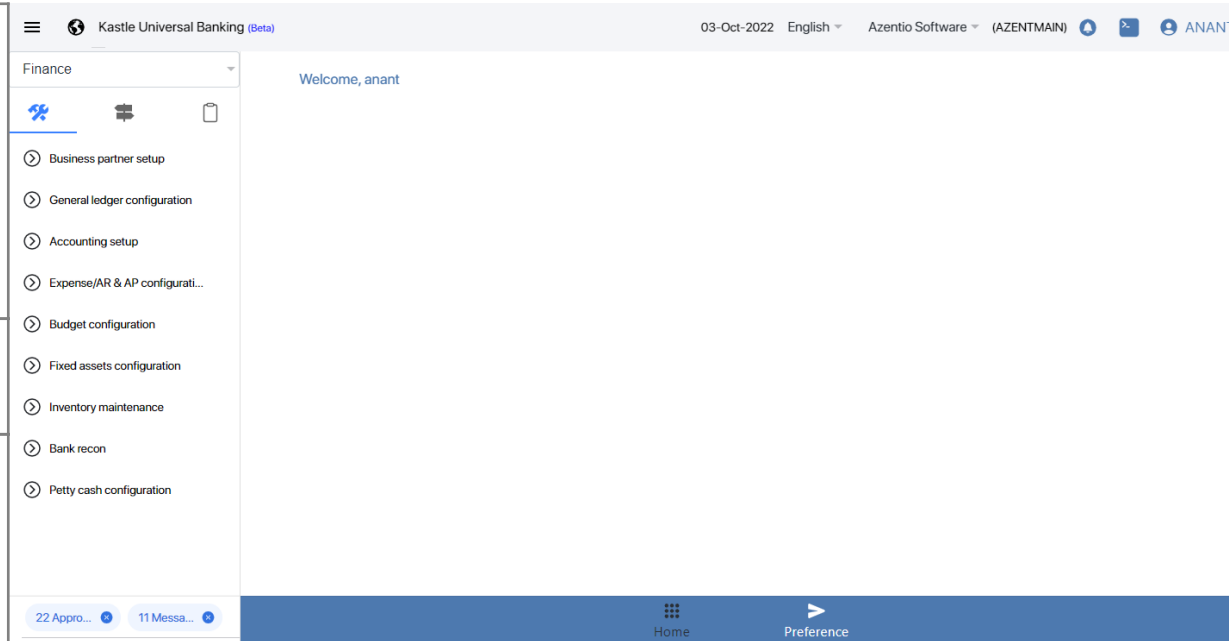 Kastle Universal Banking (Beta)
03-Oct-2022 English Azentio Software (AZENTMAIN) ANANT
Finance
Welcome, anant
Business partner setup
General ledger configuration
Accounting setup
Expense/AR & AP configurati...
Budget configuration
Fixed assets configuration
Inventory maintenance
Bank recon
Petty cash configuration
22 Appro... 11 Messa...
Home Preference